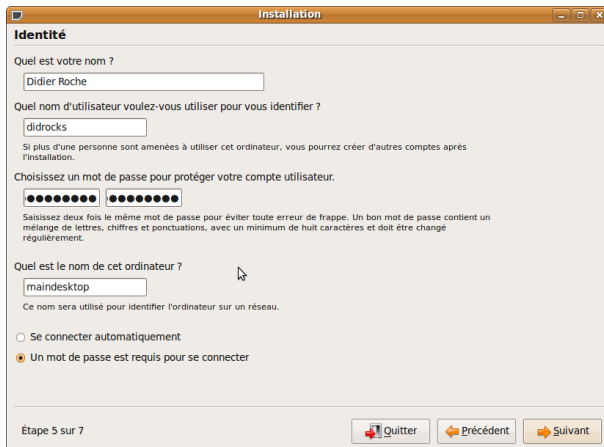 Installation
Identité
Quel est votre nom ?
Didier Roche
Quel nom d'utilisateur voulez-vous utiliser pour vous identifier ?
didrocks
Si plus d'une personne sont amenées à utiliser cet ordinateur, vous pourrez créer d'autres comptes après
l'installation.
Choisissez un mot de passe pour protéger votre compte utilisateur.
Saisissez deux fois le même mot de passe pour éviter toute erreur de frappe. Un bon mot de passe contient un
mélange de lettres, chiffres et ponctuations, avec un minimum de huit caractères et doit être changé
régulièrement.
Quel est le nom de cet ordinateur ?
maindesktop
Ce nom sera utilisé pour identifier l'ordinateur sur un réseau.
Se connecter automatiquement
Un mot de passe est requis pour se connecter
Étape 5 sur 7
Quitter
Précédent
Suivant